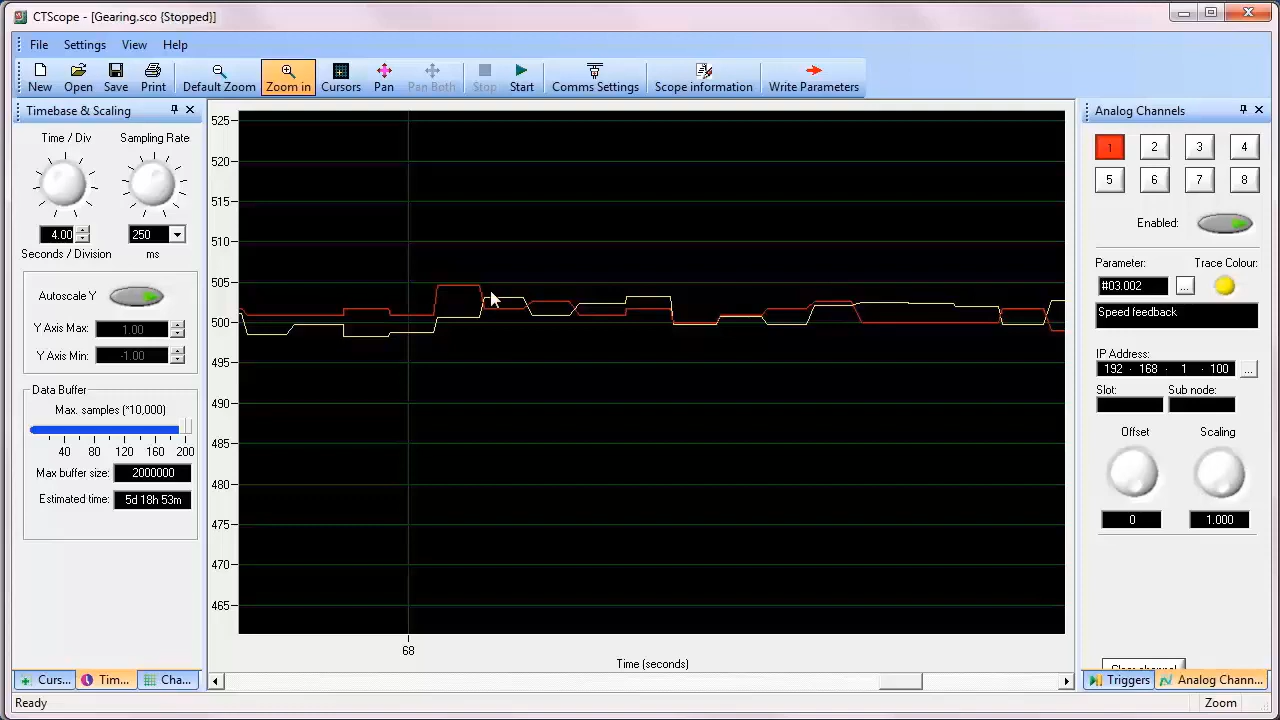 CTScope - [Gearing.sco {Stopped}]
File Settings View Help
New Open Save Print Default Zoom Zoom in Cursors Pan Pan Both Stop Start Comms Settings Scope information Write Parameters
Timebase & Scaling
Time / Div Sampling Rate
4.00 250
Seconds / Division ms
Autoscale Y
Y Axis Max: 1.00
Y Axis Min: -1.00
Data Buffer
Max. samples (*10,000)
40 80 120 160 200
Max buffer size: 2000000
Estimated time: 5d 18h 53m
Curs... Tim... Cha...
525
520
515
510
505
500
495
490
485
480
475
470
465
68
Time (seconds)
Analog Channels
1 2 3 4
5 6 7 8
Enabled:
Parameter: Trace Colour:
#03.002 ...
Speed feedback
IP Address:
192 . 168 . 1 . 100 ...
Slot: Sub node:
Offset Scaling
0 1.000
Clear channel
Triggers Analog Chann...
Ready Zoom